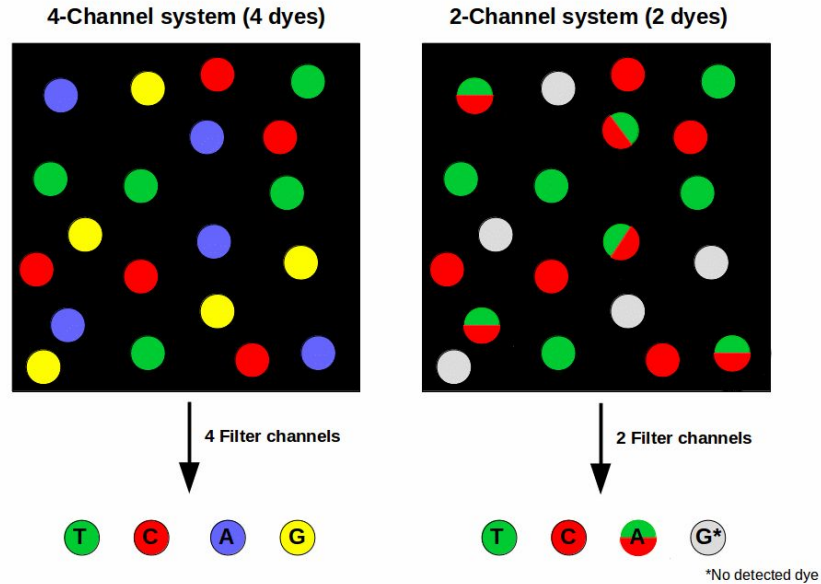 4-Channel system (4 dyes)
2-Channel system (2 dyes)
4 Filter channels
2 Filter channels
T C A G
T C A G*
*No detected dye